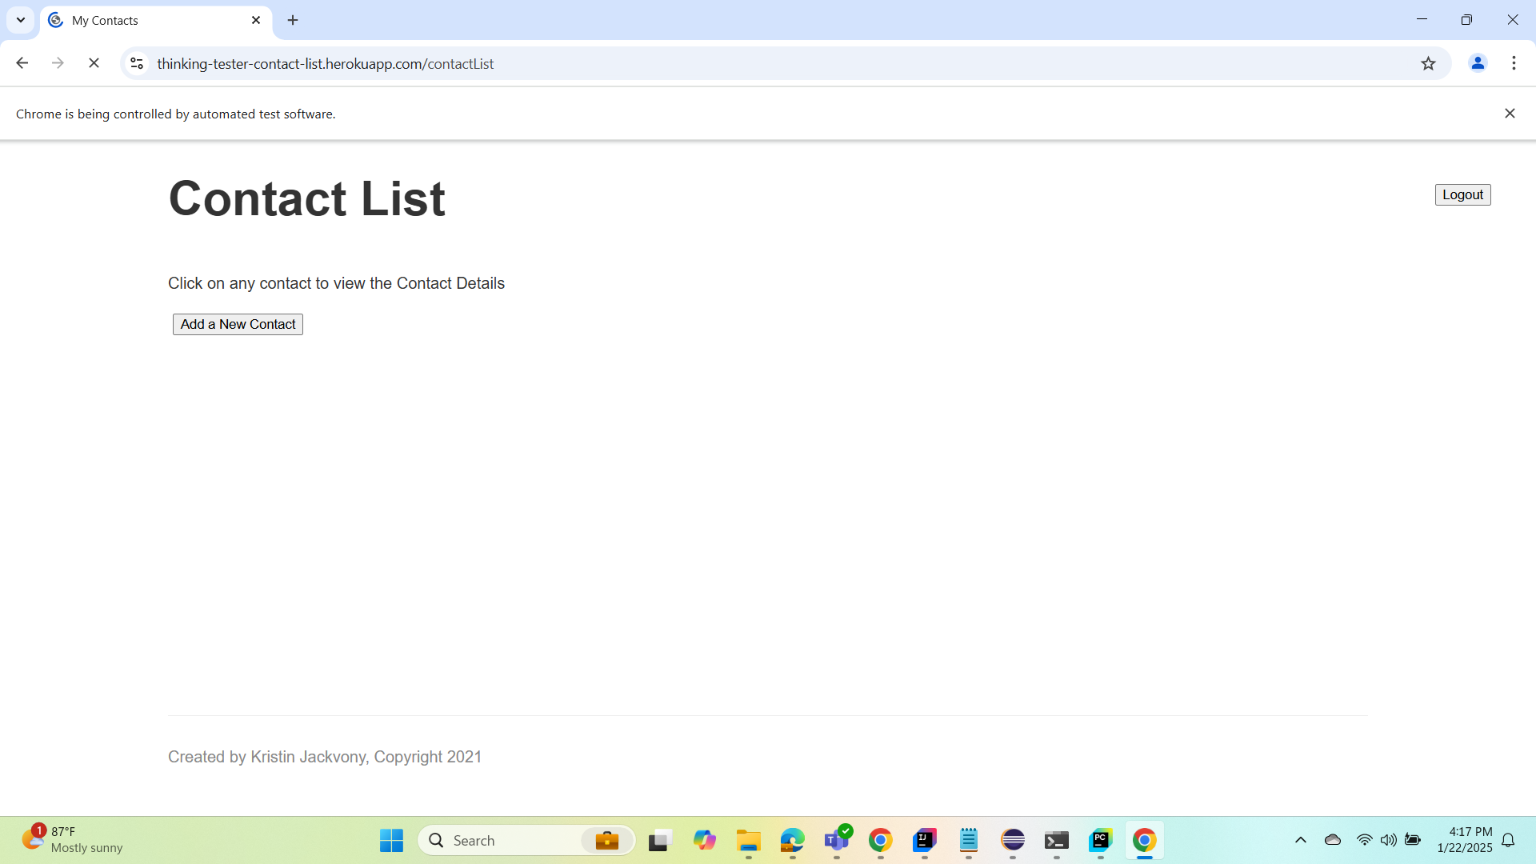 My Contacts
thinking-tester-contact-list.herokuapp.com/contactList
Chrome is being controlled by automated test software.
Contact List
Logout
Click on any contact to view the Contact Details
Add a New Contact
Created by Kristin Jackvony, Copyright 2021
1
87°F
Mostly sunny
Search
T
IJ
PC
4:17 PM
1/22/2025